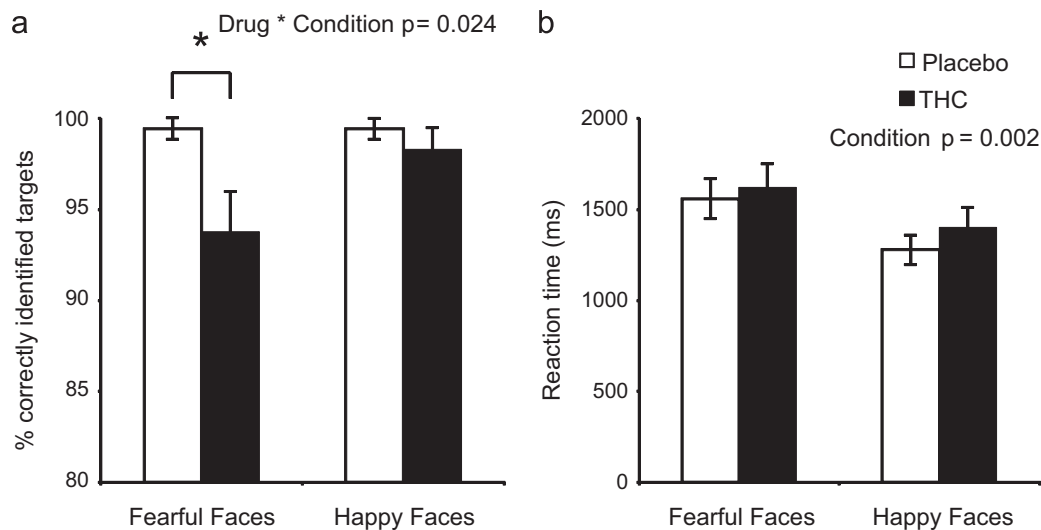 a
Drug * Condition p= 0.024
*
% correctly identified targets
100
95
90
85
80
Fearful Faces
Happy Faces
b
Placebo
THC
Condition p = 0.002
Reaction time (ms)
2000
1500
1000
500
0
Fearful Faces
Happy Faces